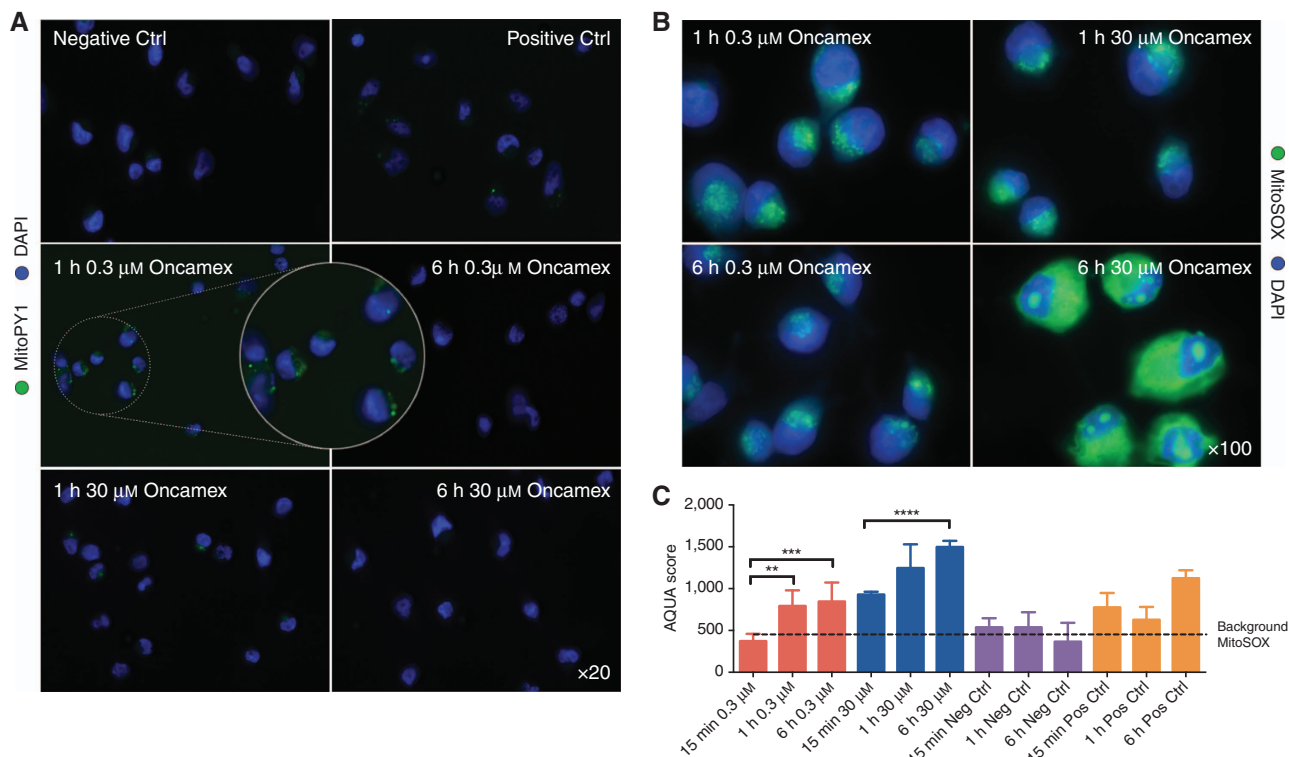 A
Negative Ctrl
Positive Ctrl
1 h 0.3 µM Oncamex
6 h 0.3µ M Oncamex
1 h 30 µM Oncamex
6 h 30 µM Oncamex
×20
MitoPY1 DAPI
B
1 h 0.3 µM Oncamex
1 h 30 µM Oncamex
6 h 0.3 µM Oncamex
6 h 30 µM Oncamex
×100
MitoSOX
DAPI
C
AQUA score
2,000
1,500
1,000
500
0
**
***
****
Background
MitoSOX
15 min 0.3 µM
1 h 0.3 µM
6 h 0.3 µM
15 min 30 µM
1 h 30 µM
6 h 30 µM
15 min Neg Ctrl
1 h Neg Ctrl
6 h Neg Ctrl
15 min Pos Ctrl
1 h Pos Ctrl
6 h Pos Ctrl